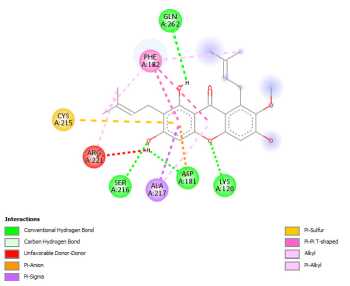 GLN
A:262
PHE
A:182
H
O
O
CYS
A:215
ARG
A:221
SER
A:216
ALA
A:217
ASP
A:181
LYS
A:120
Interactions
Conventional Hydrogen Bond
Carbon Hydrogen Bond
Unfavorable Donor-Donor
Pi-Anion
Pi-Sigma
Pi-Sulfur
Pi-Pi T-shaped
Alkyl
Pi-Alkyl